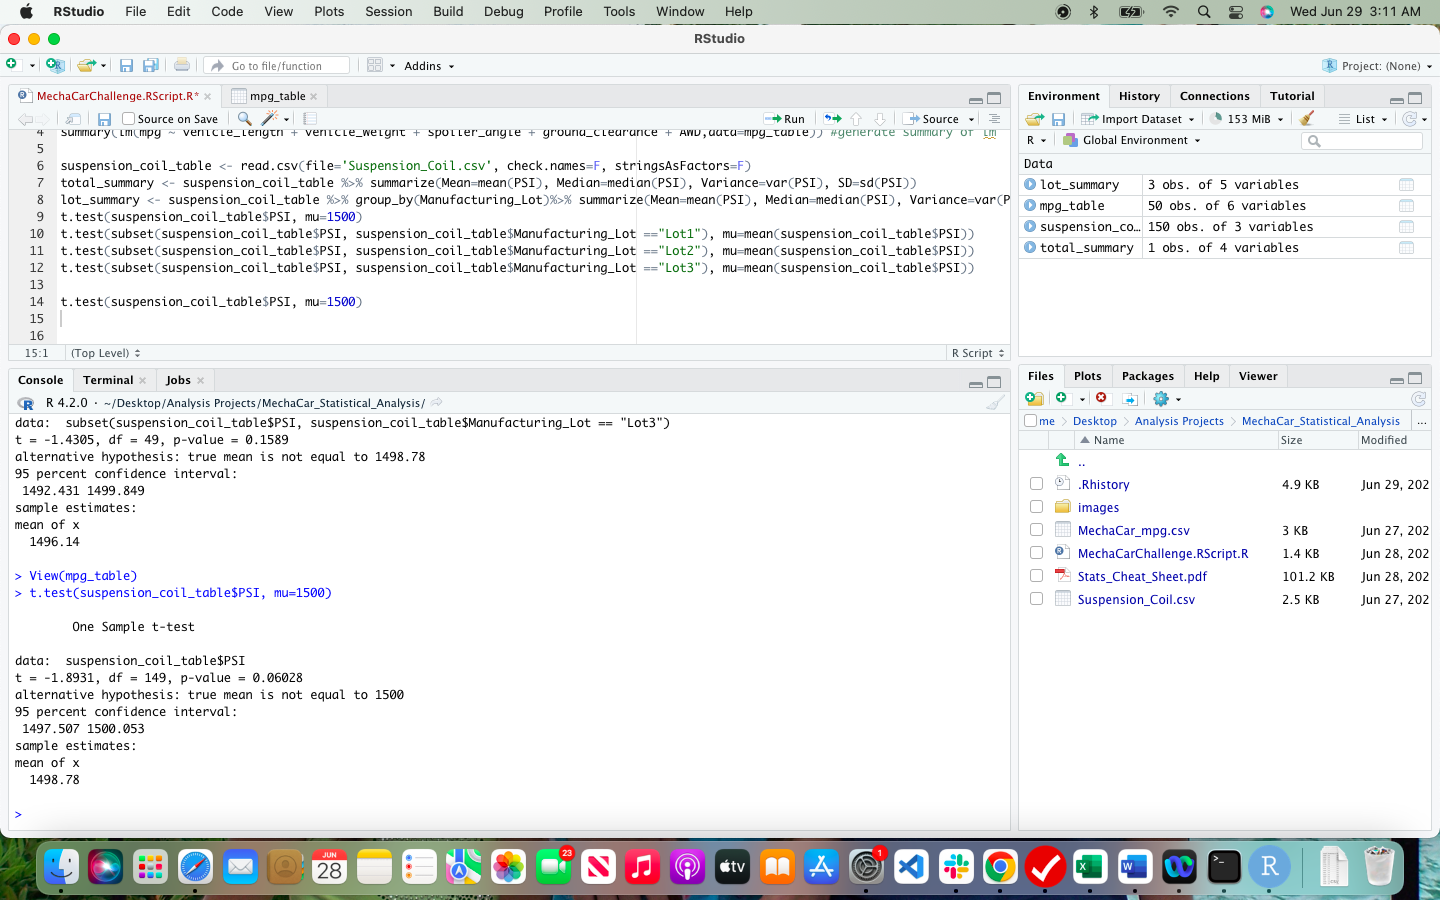 RStudio File Edit Code View Plots Session Build Debug Profile Tools Window Help Wed Jun 29 3:11 AM
RStudio
Go to file/function Addins Project: (None)
MechaCarChallenge.RScript.R* mpg_table
Source on Save Run Source
4 summary(lm(mpg ~ vehicle_length + vehicle_weight + spoiler_angle + ground_clearance + AWD,data=mpg_table)) #generate summary of lm
5
6 suspension_coil_table <- read.csv(file='Suspension_Coil.csv', check.names=F, stringsAsFactors=F)
7 total_summary <- suspension_coil_table %>% summarize(Mean=mean(PSI), Median=median(PSI), Variance=var(PSI), SD=sd(PSI))
8 lot_summary <- suspension_coil_table %>% group_by(Manufacturing_Lot)%>% summarize(Mean=mean(PSI), Median=median(PSI), Variance=var(P
9 t.test(suspension_coil_table$PSI, mu=1500)
10 t.test(subset(suspension_coil_table$PSI, suspension_coil_table$Manufacturing_Lot =="Lot1"), mu=mean(suspension_coil_table$PSI))
11 t.test(subset(suspension_coil_table$PSI, suspension_coil_table$Manufacturing_Lot =="Lot2"), mu=mean(suspension_coil_table$PSI))
12 t.test(subset(suspension_coil_table$PSI, suspension_coil_table$Manufacturing_Lot =="Lot3"), mu=mean(suspension_coil_table$PSI))
13
14 t.test(suspension_coil_table$PSI, mu=1500)
15
16
15:1 (Top Level) R Script
Console Terminal Jobs
R 4.2.0 · ~/Desktop/Analysis Projects/MechaCar_Statistical_Analysis/
data: subset(suspension_coil_table$PSI, suspension_coil_table$Manufacturing_Lot == "Lot3")
t = -1.4305, df = 49, p-value = 0.1589
alternative hypothesis: true mean is not equal to 1498.78
95 percent confidence interval:
1492.431 1499.849
sample estimates:
mean of x
1496.14
> View(mpg_table)
> t.test(suspension_coil_table$PSI, mu=1500)
One Sample t-test
data: suspension_coil_table$PSI
t = -1.8931, df = 149, p-value = 0.06028
alternative hypothesis: true mean is not equal to 1500
95 percent confidence interval:
1497.507 1500.053
sample estimates:
mean of x
1498.78
>
Environment History Connections Tutorial
Import Dataset 153 MiB List
R Global Environment
Data
lot_summary 3 obs. of 5 variables
mpg_table 50 obs. of 6 variables
suspension_co… 150 obs. of 3 variables
total_summary 1 obs. of 4 variables
Files Plots Packages Help Viewer
me Desktop Analysis Projects MechaCar_Statistical_Analysis ...
Name Size Modified
..
.Rhistory 4.9 KB Jun 29, 202
images
MechaCar_mpg.csv 3 KB Jun 27, 202
MechaCarChallenge.RScript.R 1.4 KB Jun 28, 202
Stats_Cheat_Sheet.pdf 101.2 KB Jun 28, 202
Suspension_Coil.csv 2.5 KB Jun 27, 202
JUN
28
23
tv
1
R